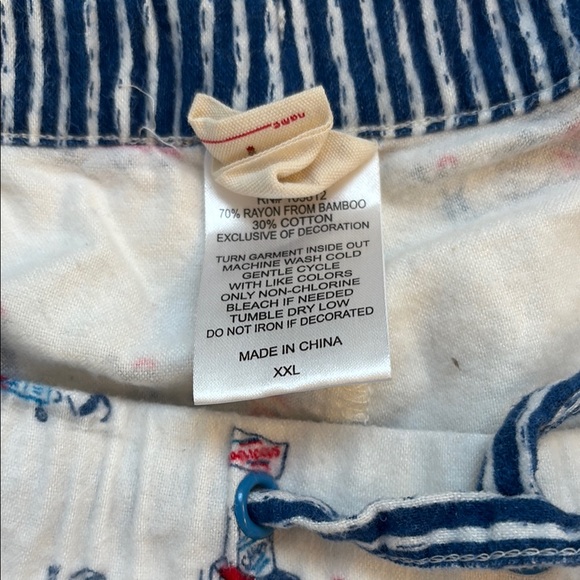 name
70% RAYON FROM BAMBOO
30% COTTON
EXCLUSIVE OF DECORATION
TURN GARMENT INSIDE OUT
MACHINE WASH COLD
GENTLE CYCLE
WITH LIKE COLORS
ONLY NON-CHLORINE
BLEACH IF NEEDED
TUMBLE DRY LOW
DO NOT IRON IF DECORATED
MADE IN CHINA
XXL